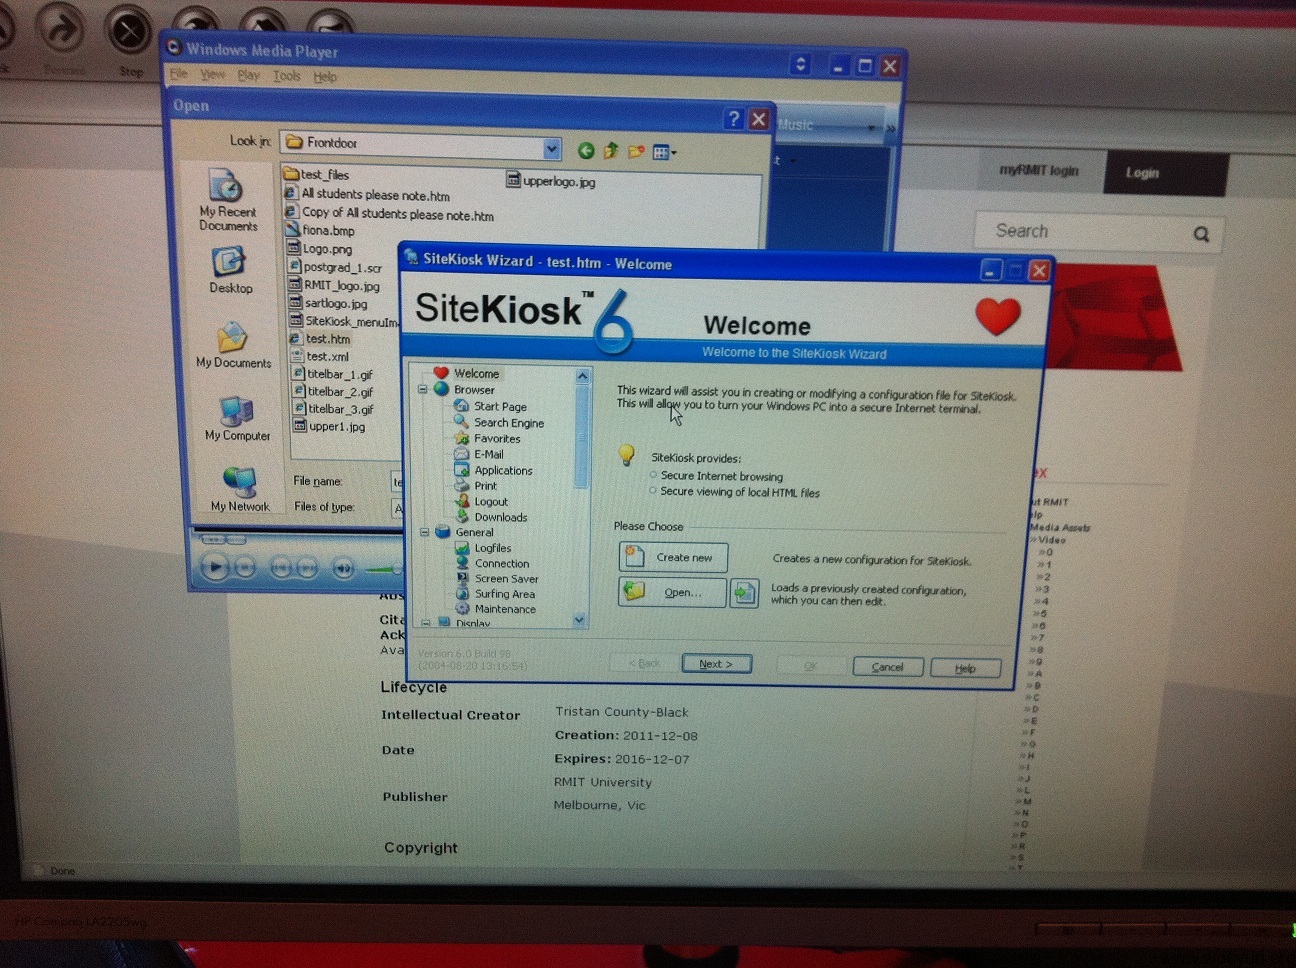 Stop
Windows Media Player
File View Play Tools Help
Open
Look in: Frontdoor
Music
myRMIT login
Login
Search
My Recent
Documents
Desktop
My Documents
My Computer
My Network
test_files
All students please note.htm
Copy of All students please note.htm
fiona.bmp
Logo.png
postgrad_1.scr
RMIT_logo.jpg
sartlogo.jpg
SiteKiosk_menuIm
test.htm
test.xml
titelbar_1.gif
titelbar_2.gif
titelbar_3.gif
upper1.jpg
upperlogo.jpg
File name: te
Files of type: A
SiteKiosk Wizard - test.htm - Welcome
SiteKiosk™ 6
Welcome
Welcome to the SiteKiosk Wizard
Welcome
Browser
Start Page
Search Engine
Favorites
E-Mail
Applications
Print
Logout
Downloads
General
Logfiles
Connection
Screen Saver
Surfing Area
Maintenance
Display
This wizard will assist you in creating or modifying a configuration file for SiteKiosk.
This will allow you to turn your Windows PC into a secure Internet terminal.
SiteKiosk provides:
Secure Internet browsing
Secure viewing of local HTML files
Please Choose
Create new
Creates a new configuration for SiteKiosk.
Open...
Loads a previously created configuration,
which you can then edit.
Version 6.0 Build 98
(2004-08-20 13:16:54)
< Back Next > OK Cancel Help
ut RMIT
lp
Media Assets
»Video
»0
»1
»2
»3
»4
»5
»6
»7
»8
»9
»A
»B
»C
»D
»E
»F
»G
»H
»I
»J
»L
»M
»N
»O
»P
»R
»S
»T
Cita
Ack
Ava
Lifecycle
Intellectual Creator Tristan County-Black
Date Creation: 2011-12-08
Expires: 2016-12-07
Publisher RMIT University
Melbourne, Vic
Copyright
Done
HP Compaq LA2205wg